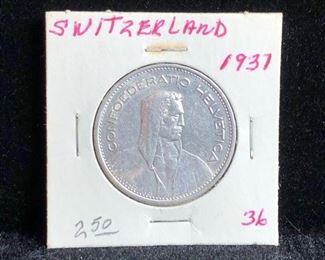 SWITZERLAND
1937
CONFOEDERATIO HELVETICA
2.50
36